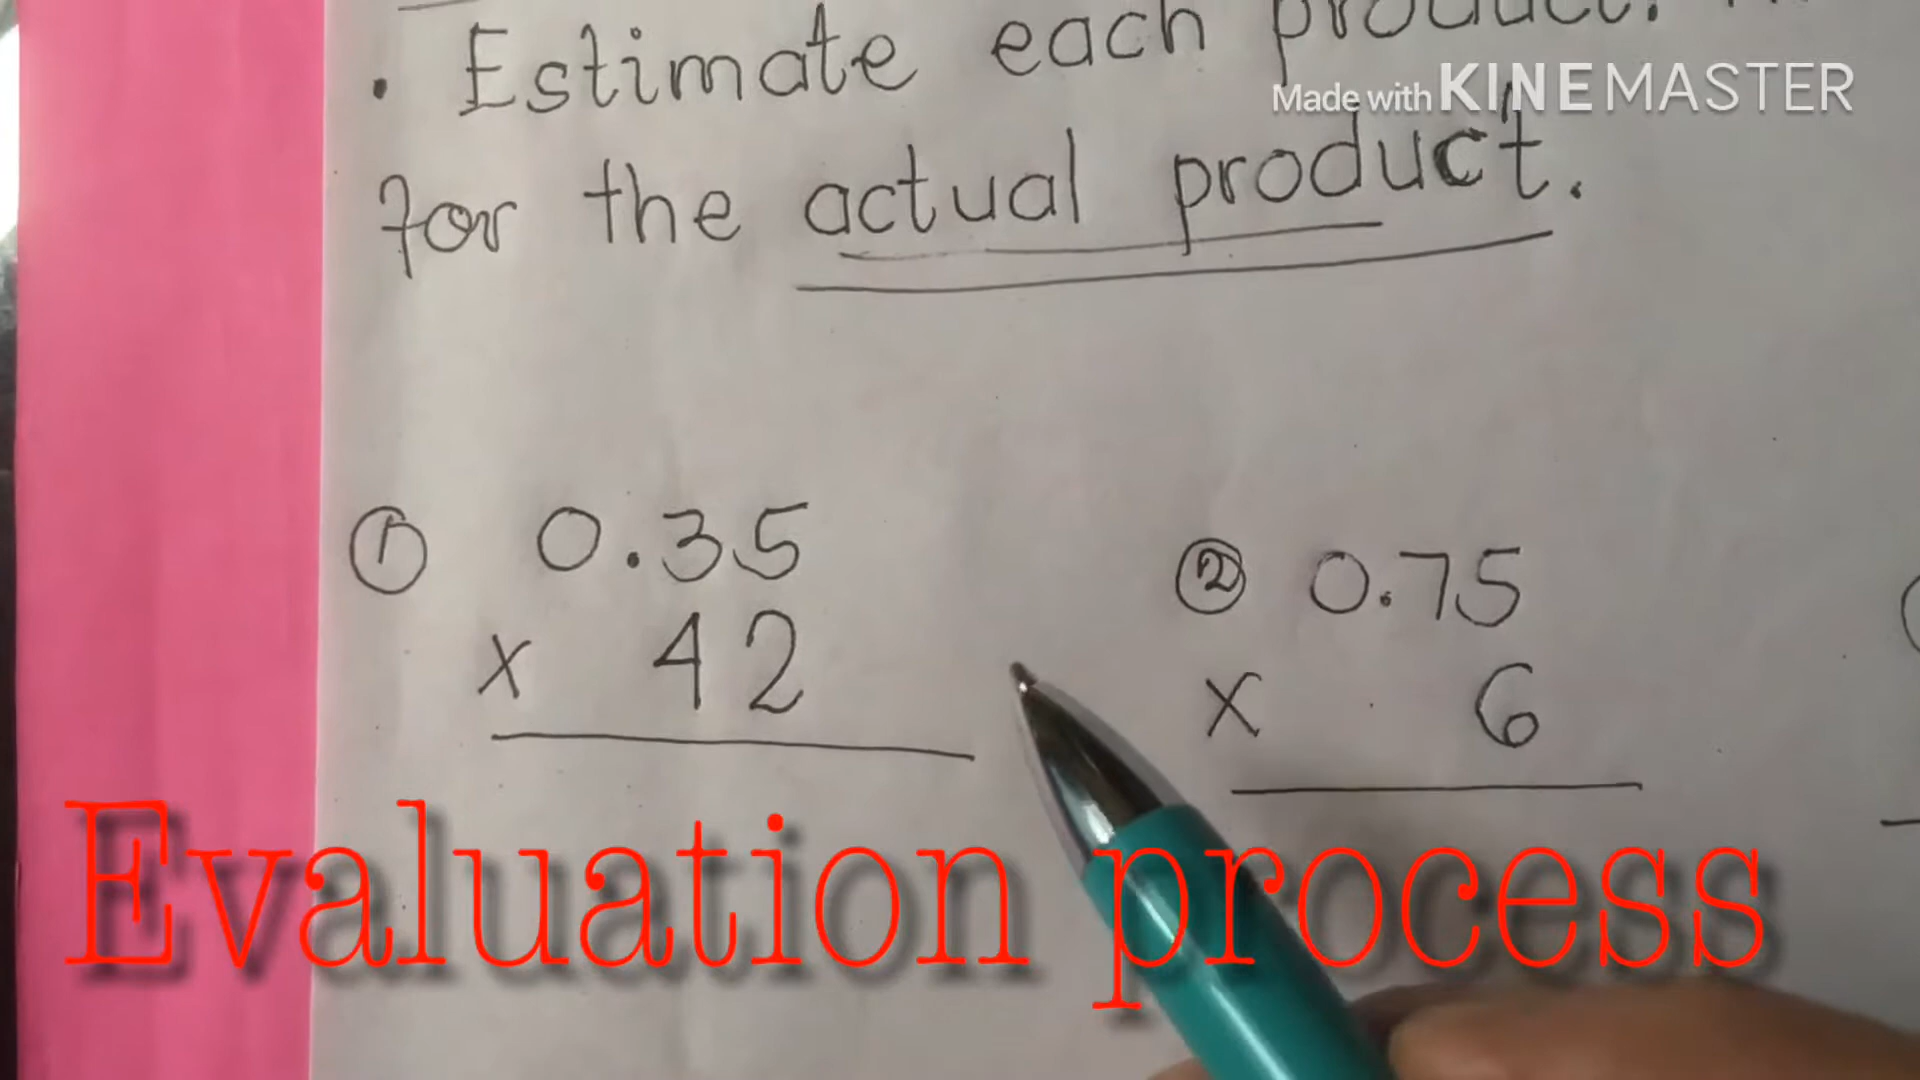 . Estimate each product.
Made with KINEMASTER
for the actual product.
1 0.35
x 42
2 0.75
x 6
Evaluation process